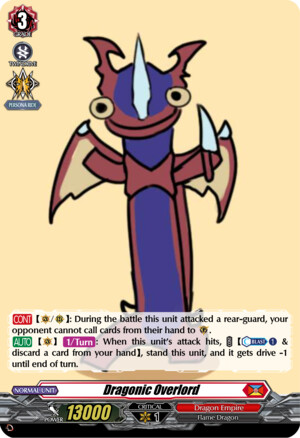 3
GRADE
TWIN DRIVE
PERSONA RIDE
CONT【 / 】: During the battle this unit attacked a rear-guard, your
opponent cannot call cards from their hand to .
AUTO【 】1/Turn: When this unit's attack hits, 【 BLAST 1 &
discard a card from your hand】, stand this unit, and it gets drive -1
until end of turn.
NORMAL UNIT
Dragonic Overlord
POWER 13000
CRITICAL
1
Dragon Empire
Flame Dragon